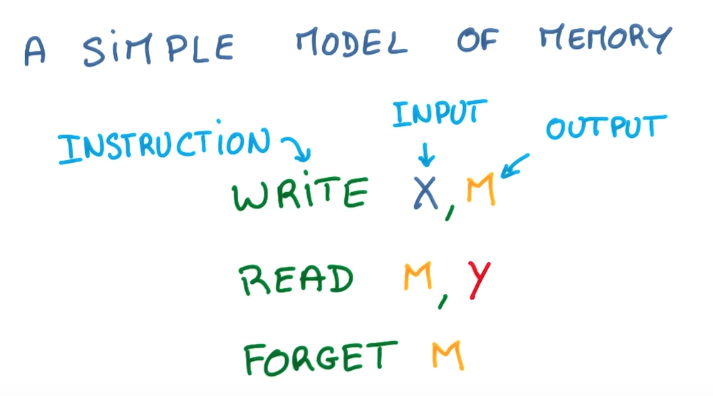 A SiMPLE MODEL OF MEMORY
INPUT
OUTPUT
INSTRUCTION
WRiTE X, M
READ M, Y
FORGET M